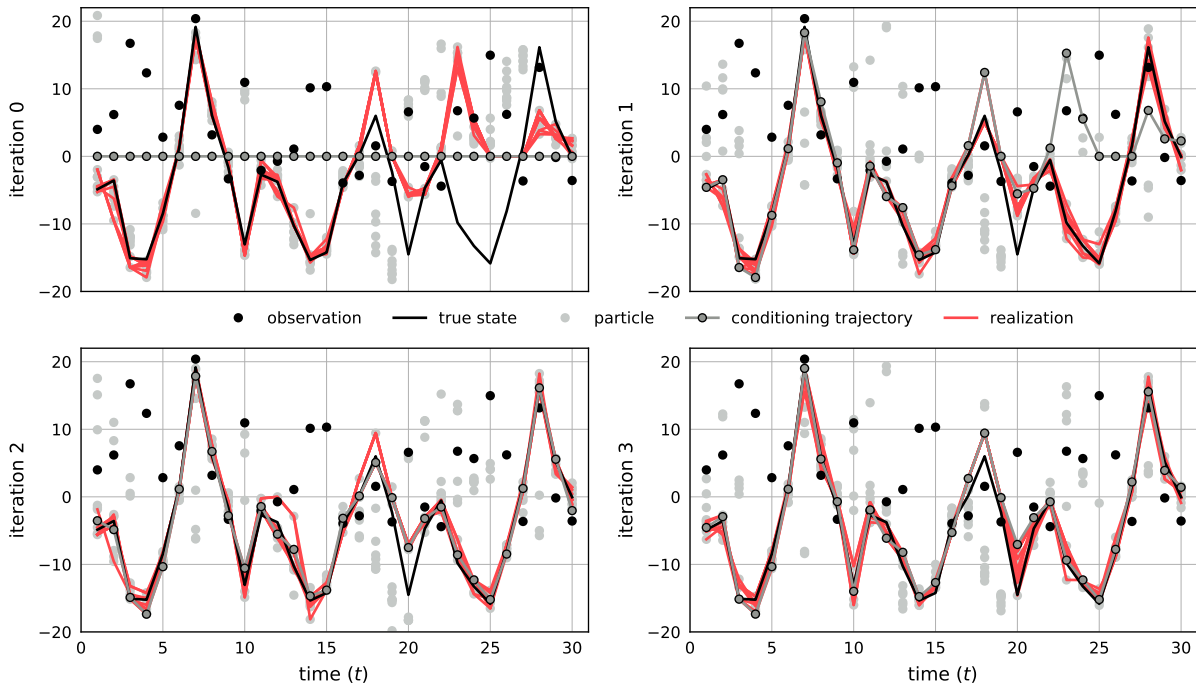 iteration 0
20
10
0
−10
−20
iteration 1
20
10
0
−10
−20
observation true state particle conditioning trajectory realization
iteration 2
20
10
0
−10
−20
0 5 10 15 20 25 30
time (t)
iteration 3
20
10
0
−10
−20
0 5 10 15 20 25 30
time (t)